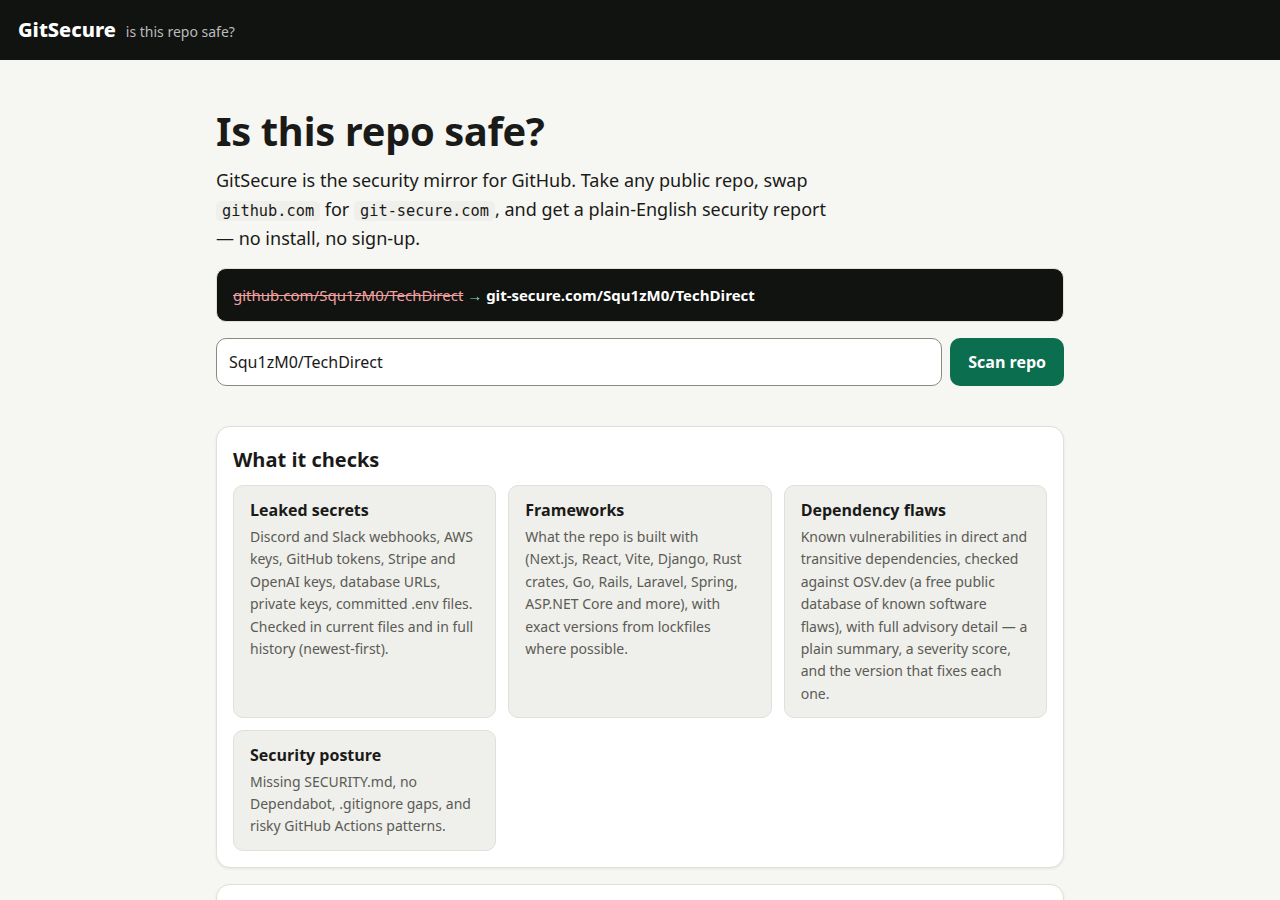 GitSecure is this repo safe?
Is this repo safe?
GitSecure is the security mirror for GitHub. Take any public repo, swap
github.com for git-secure.com, and get a plain-English security report
— no install, no sign-up.
github.com/Squ1zM0/TechDirect → git-secure.com/Squ1zM0/TechDirect
Squ1zM0/TechDirect
Scan repo
What it checks
Leaked secrets
Discord and Slack webhooks, AWS
keys, GitHub tokens, Stripe and
OpenAI keys, database URLs,
private keys, committed .env files.
Checked in current files and in full
history (newest-first).
Frameworks
What the repo is built with
(Next.js, React, Vite, Django, Rust
crates, Go, Rails, Laravel, Spring,
ASP.NET Core and more), with
exact versions from lockfiles
where possible.
Dependency flaws
Known vulnerabilities in direct and
transitive dependencies, checked
against OSV.dev (a free public
database of known software
flaws), with full advisory detail — a
plain summary, a severity score,
and the version that fixes each
one.
Security posture
Missing SECURITY.md, no
Dependabot, .gitignore gaps, and
risky GitHub Actions patterns.